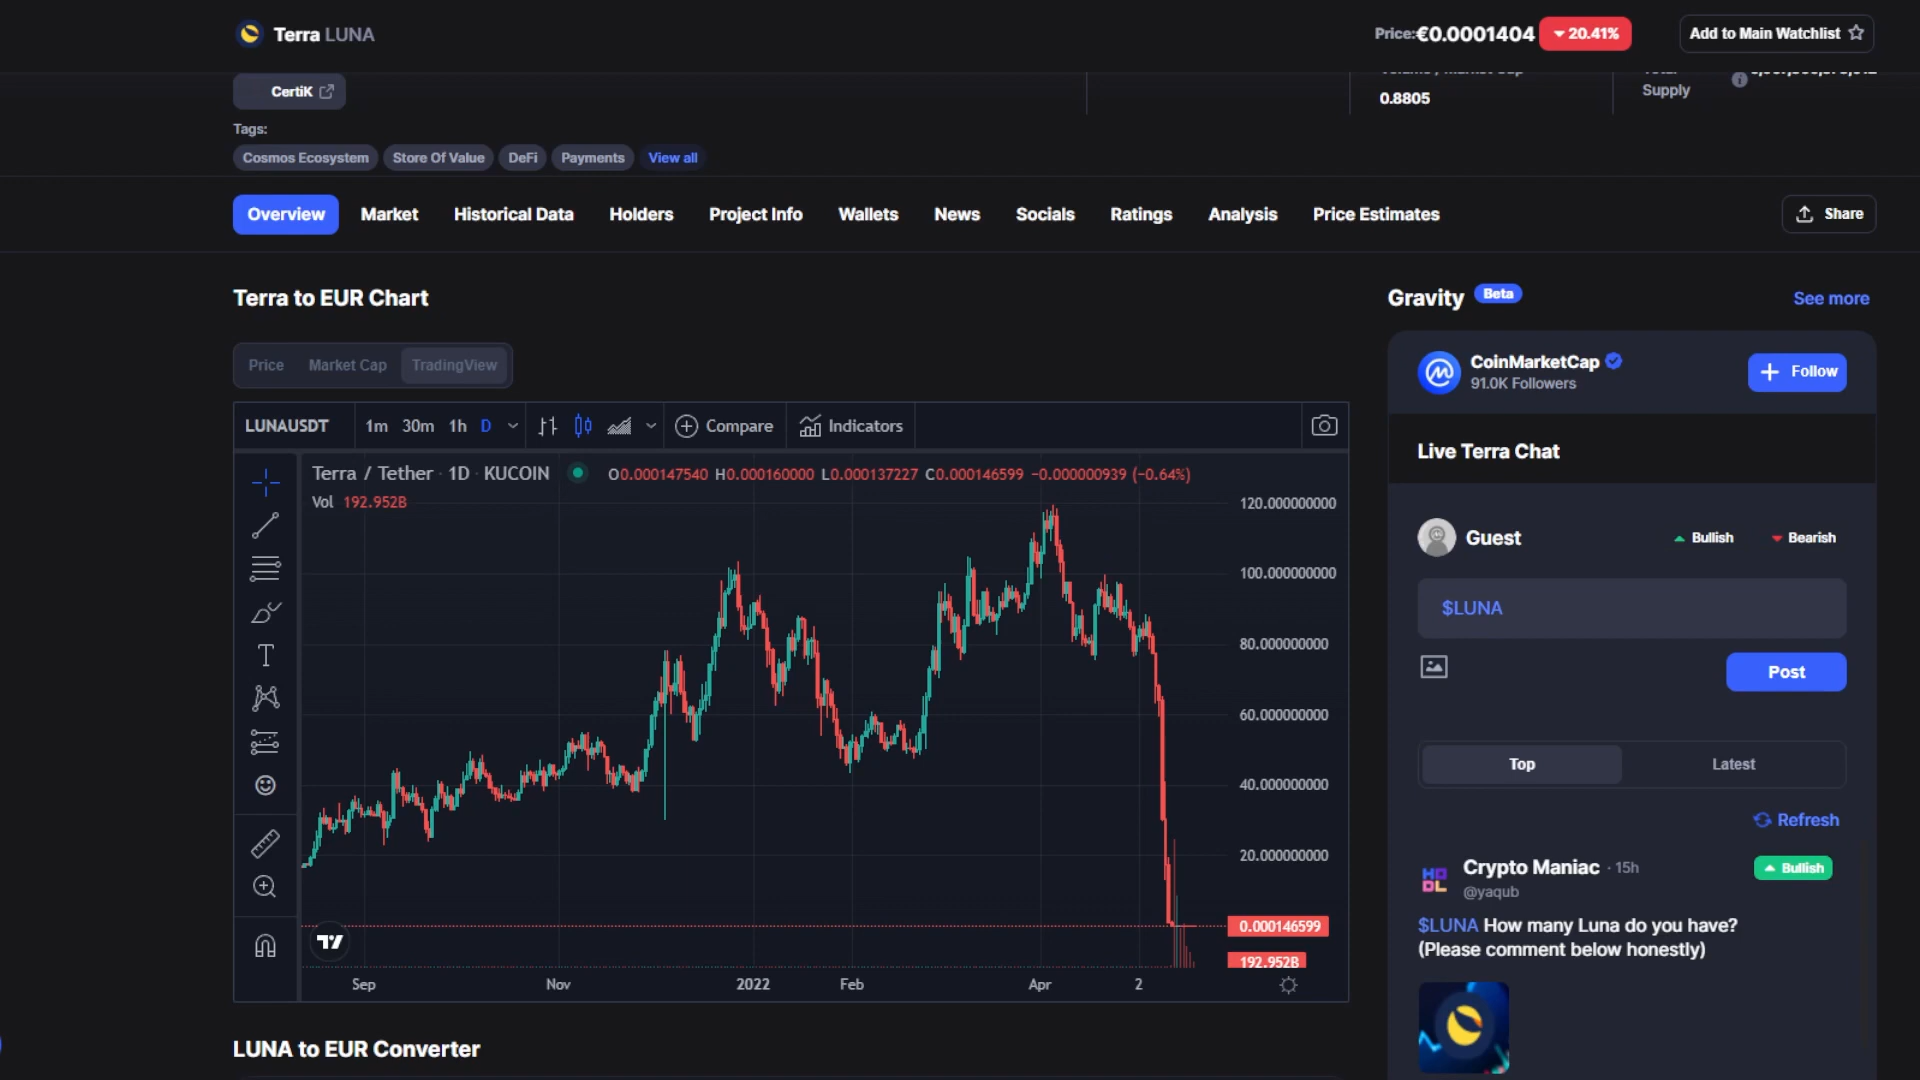 Terra LUNA
Price:€0.0001404
20.41%
Add to Main Watchlist
CertiK
0.8805
Supply
Tags:
Cosmos Ecosystem
Store Of Value
DeFi
Payments
View all
Overview
Market
Historical Data
Holders
Project Info
Wallets
News
Socials
Ratings
Analysis
Price Estimates
Share
Terra to EUR Chart
Price
Market Cap
TradingView
LUNAUSDT
1m
30m
1h
D
Compare
Indicators
Terra / Tether · 1D · KUCOIN
O0.000147540 H0.000160000 L0.000137227 C0.000146599 −0.000000939 (−0.64%)
Vol 192.952B
120.000000000
100.000000000
80.000000000
60.000000000
40.000000000
20.000000000
0.000146599
192.952B
Sep
Nov
2022
Feb
Apr
2
LUNA to EUR Converter
Gravity
Beta
See more
CoinMarketCap
91.0K Followers
Follow
Live Terra Chat
Guest
Bullish
Bearish
$LUNA
Post
Top
Latest
Refresh
HODL
Crypto Maniac · 15h
@yaqub
Bullish
$LUNA How many Luna do you have?
(Please comment below honestly)